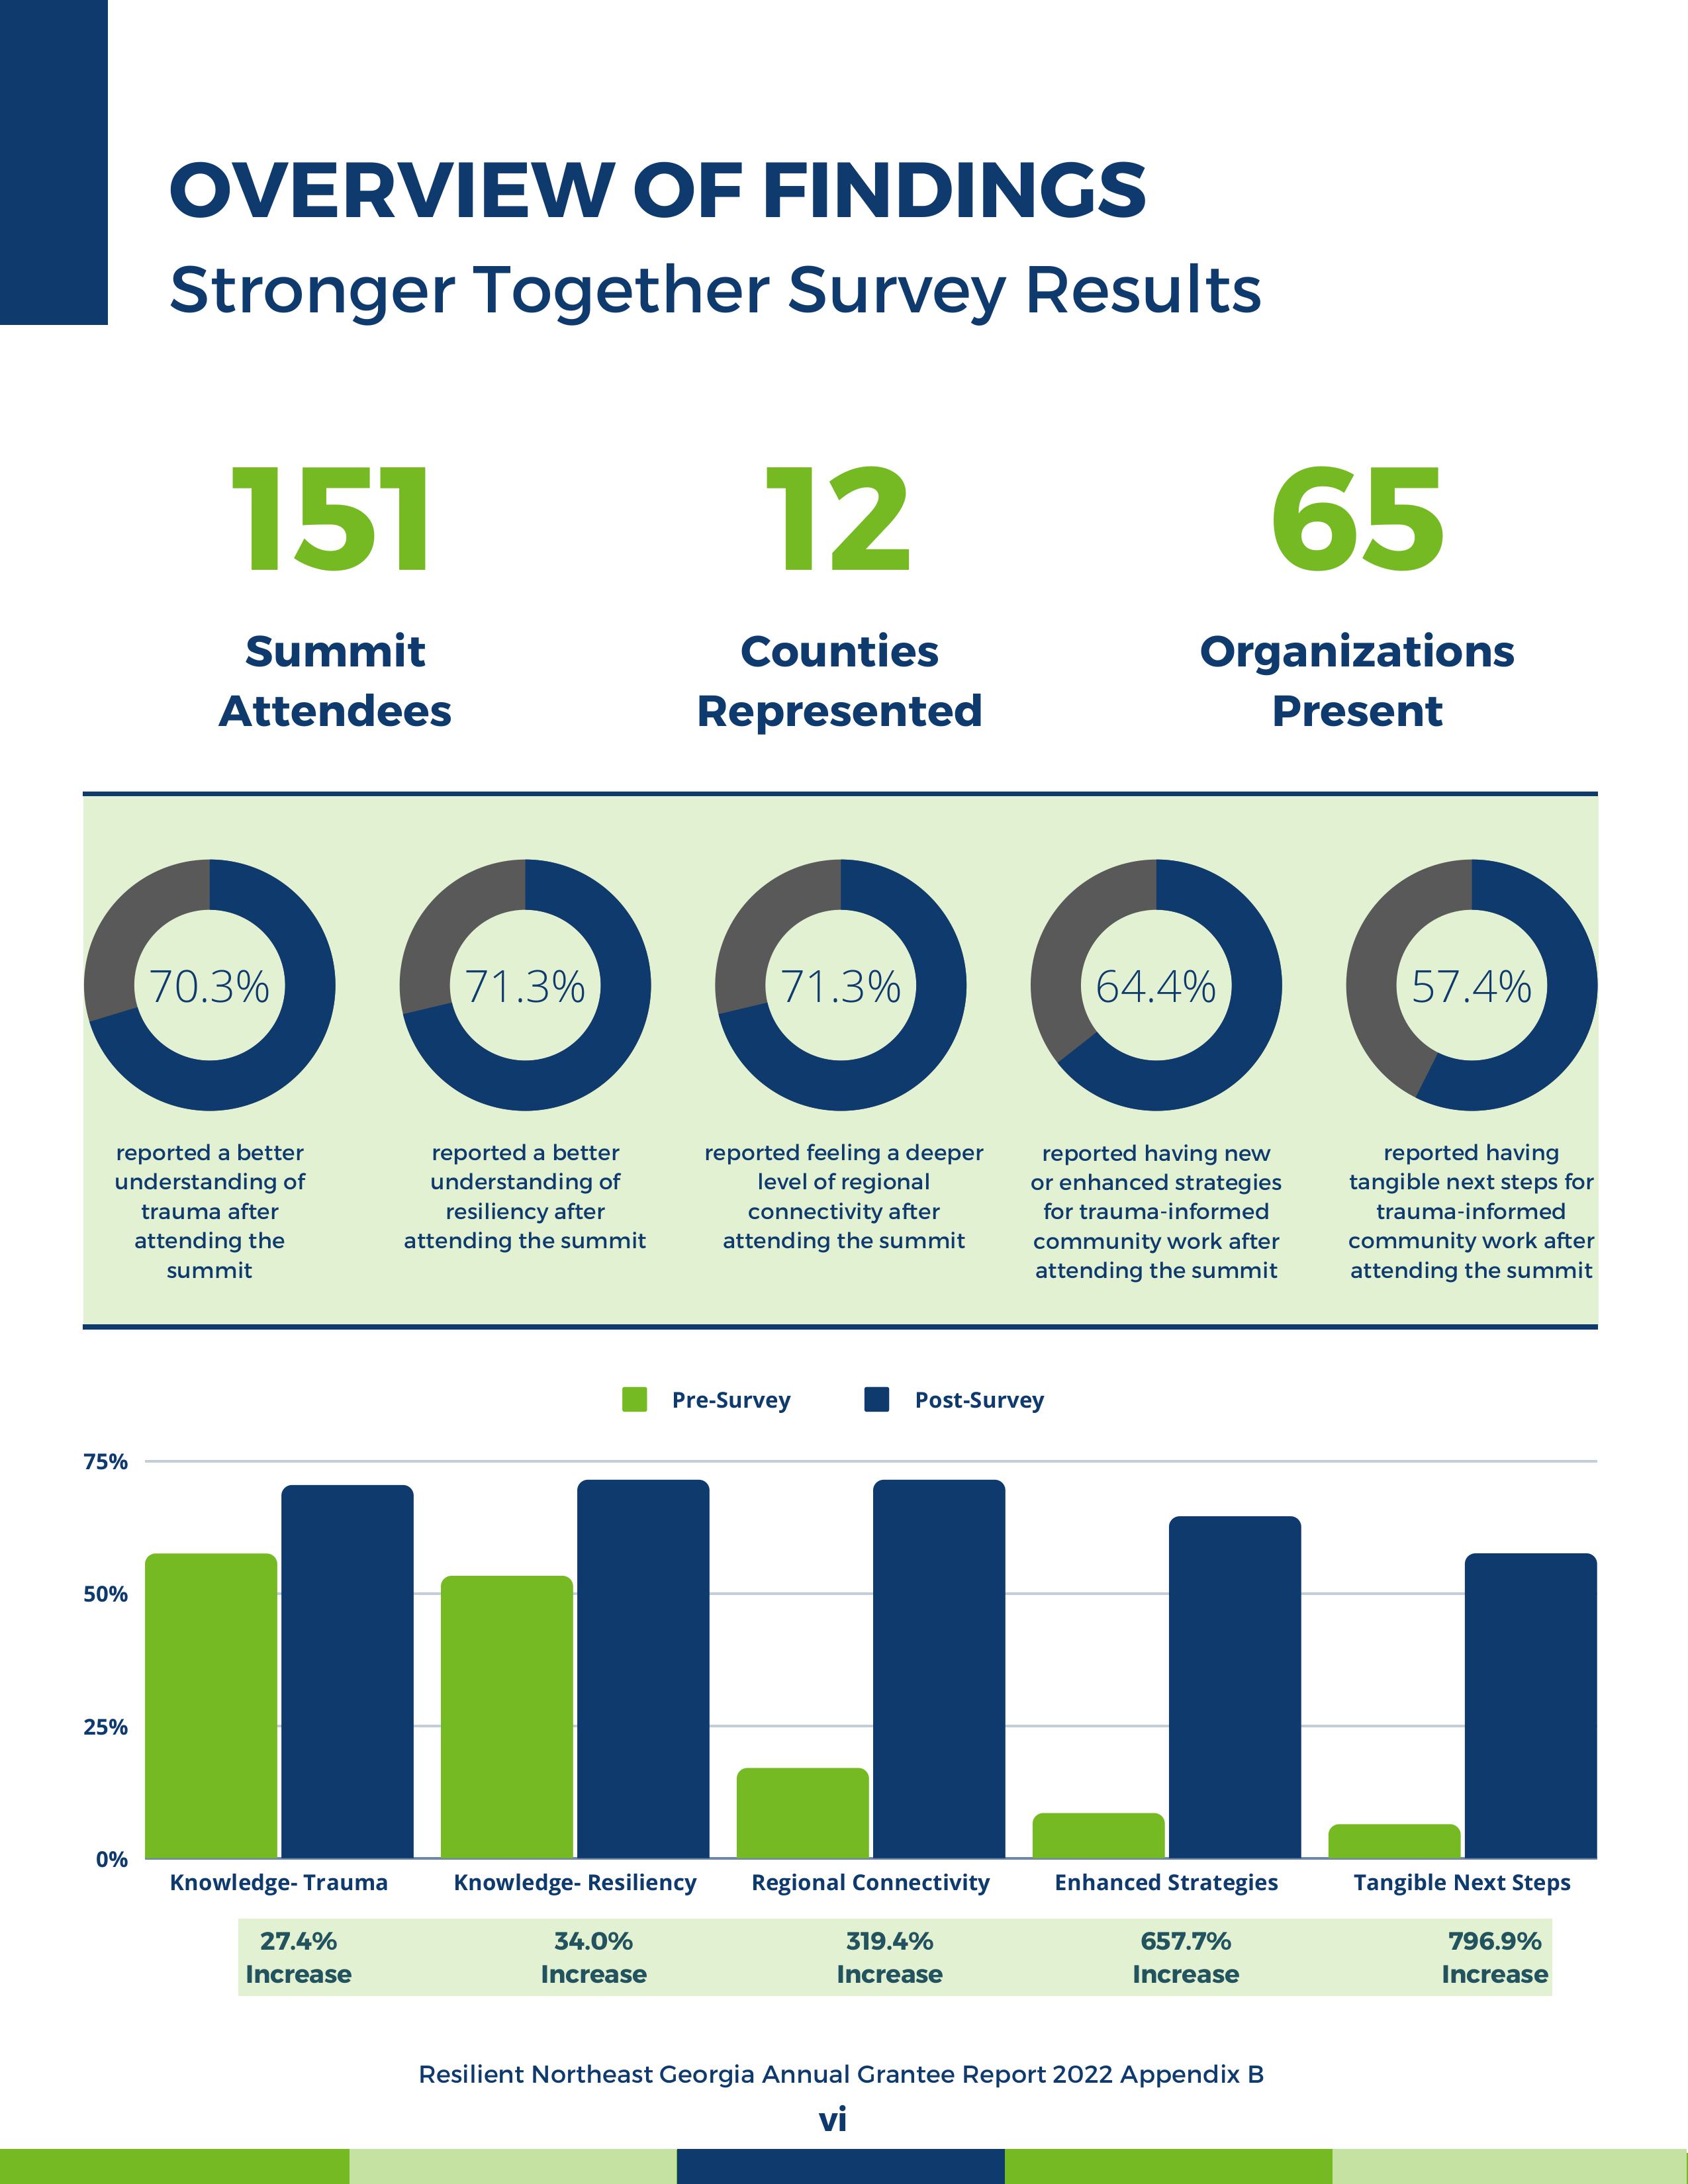 OVERVIEW OF FINDINGS
Stronger Together Survey Results
151
Summit
Attendees
12
Counties
Represented
65
Organizations
Present
70.3%
reported a better
understanding of
trauma after
attending the
summit
71.3%
reported a better
understanding of
resiliency after
attending the summit
71.3%
reported feeling a deeper
level of regional
connectivity after
attending the summit
64.4%
reported having new
or enhanced strategies
for trauma-informed
community work after
attending the summit
57.4%
reported having
tangible next steps for
trauma-informed
community work after
attending the summit
Pre-Survey
Post-Survey
75%
50%
25%
0%
Knowledge- Trauma
Knowledge- Resiliency
Regional Connectivity
Enhanced Strategies
Tangible Next Steps
27.4%
Increase
34.0%
Increase
319.4%
Increase
657.7%
Increase
796.9%
Increase
Resilient Northeast Georgia Annual Grantee Report 2022 Appendix B
vi